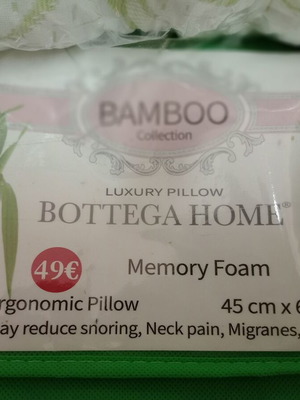 BAMBOO
Collection
LUXURY PILLOW
BOTTEGA HOME®
49€
Memory Foam
rgonomic Pillow
45 cm x 6
ay reduce snoring, Neck pain, Migranes,